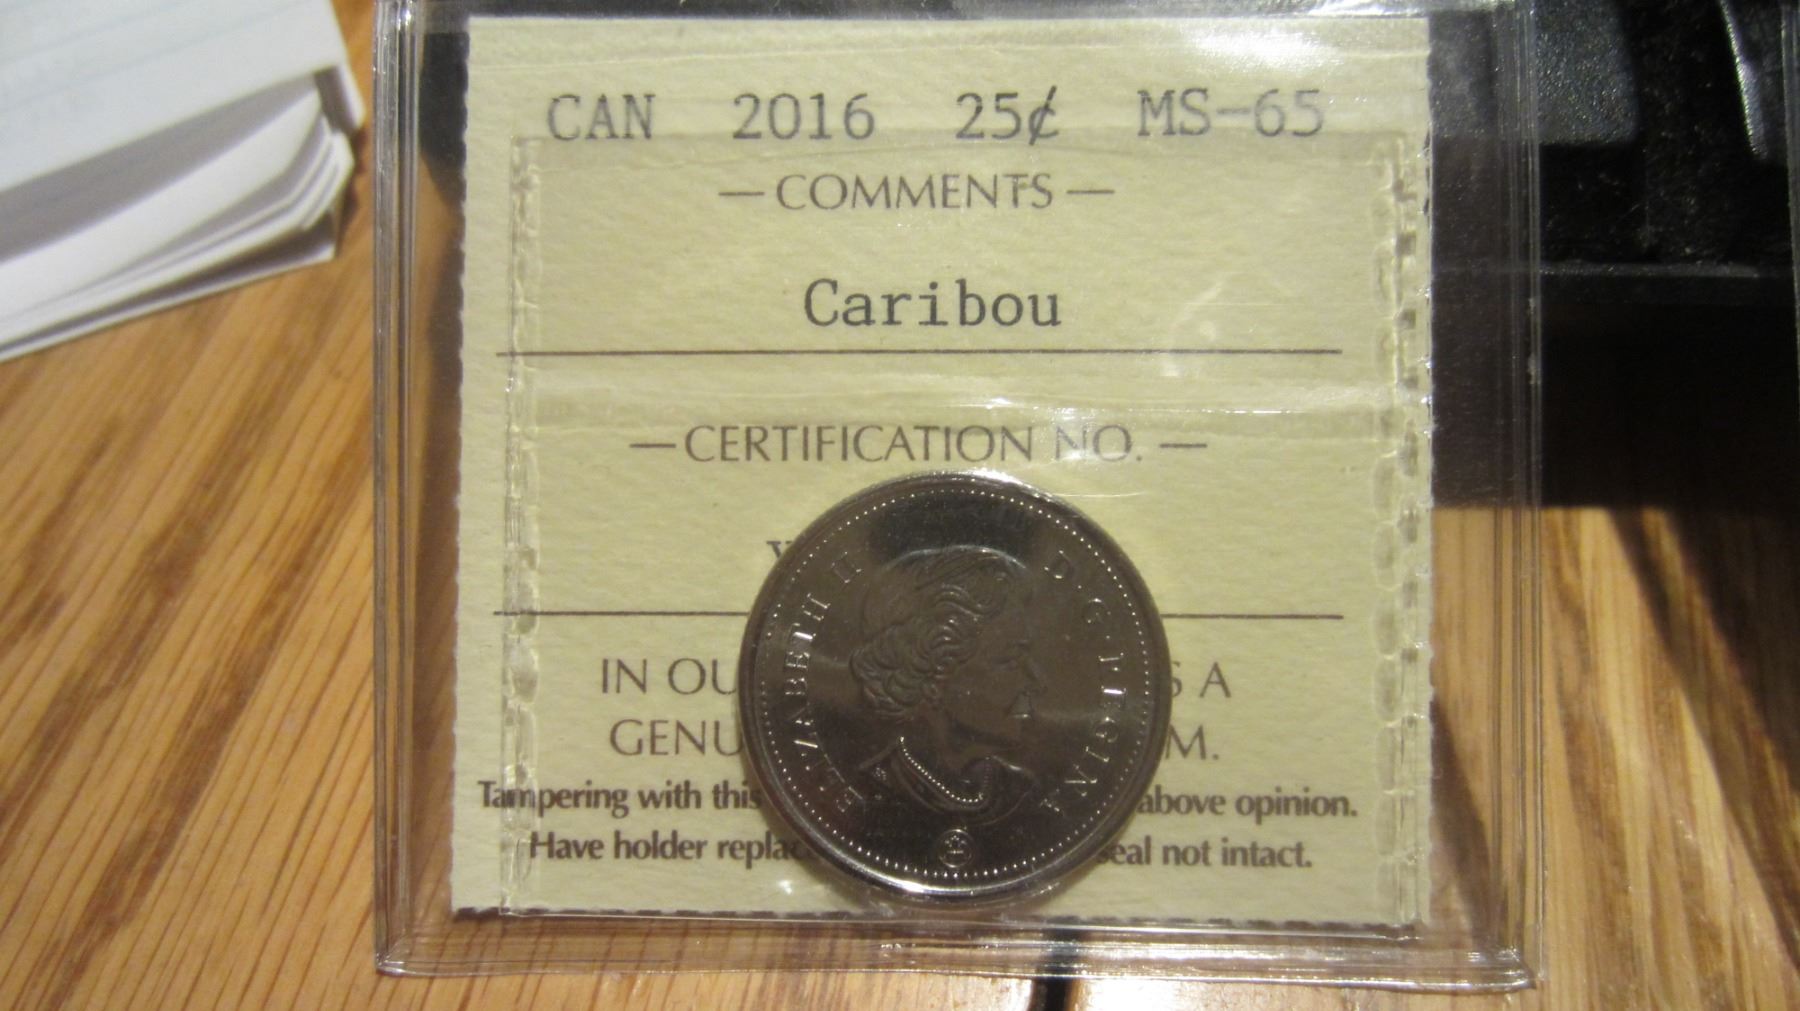 CAN 2016 25¢ MS-65
— COMMENTS —
Caribou
— CERTIFICATION NO. —
IN OU S A
GENU M.
Tampering with this above opinion.
Have holder replac seal not intact.
ELIZABETH II D·G·REGINA